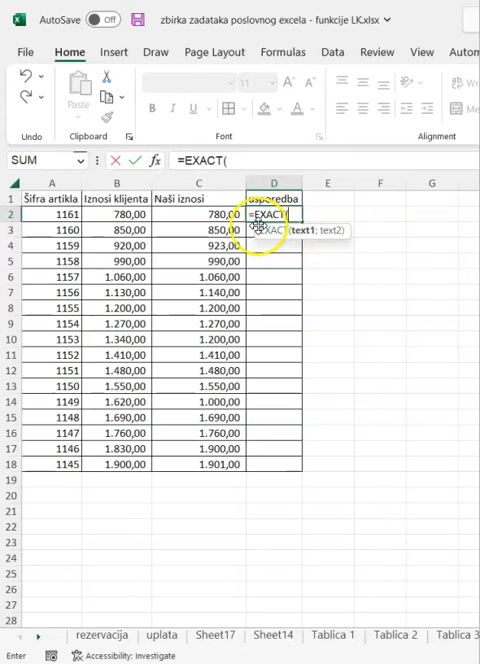 AutoSave Off zbirka zadataka poslovnog excela - funkcije LK.xlsx
File Home Insert Draw Page Layout Formulas Data Review View Autom
Paste 11 A A ab Wr
B I U A Me
Undo Clipboard Font Alignment
SUM fx =EXACT(
A B C D E F G
1 Šifra artikla Iznosi klijenta Naši iznosi usporedba
2 1161 780,00 780,00 =EXACT(
3 1160 850,00 850,00 EXACT(text1; text2)
4 1159 920,00 923,00
5 1158 990,00 990,00
6 1157 1.060,00 1.060,00
7 1156 1.130,00 1.140,00
8 1155 1.200,00 1.200,00
9 1154 1.270,00 1.270,00
10 1153 1.340,00 1.200,00
11 1152 1.410,00 1.410,00
12 1151 1.480,00 1.480,00
13 1150 1.550,00 1.550,00
14 1149 1.620,00 1.000,00
15 1148 1.690,00 1.690,00
16 1147 1.760,00 1.760,00
17 1146 1.830,00 1.900,00
18 1145 1.900,00 1.901,00
19
20
21
22
23
24
25
26
27
28
rezervacija uplata Sheet17 Sheet14 Tablica 1 Tablica 2 Tablica 3
Enter Accessibility: Investigate